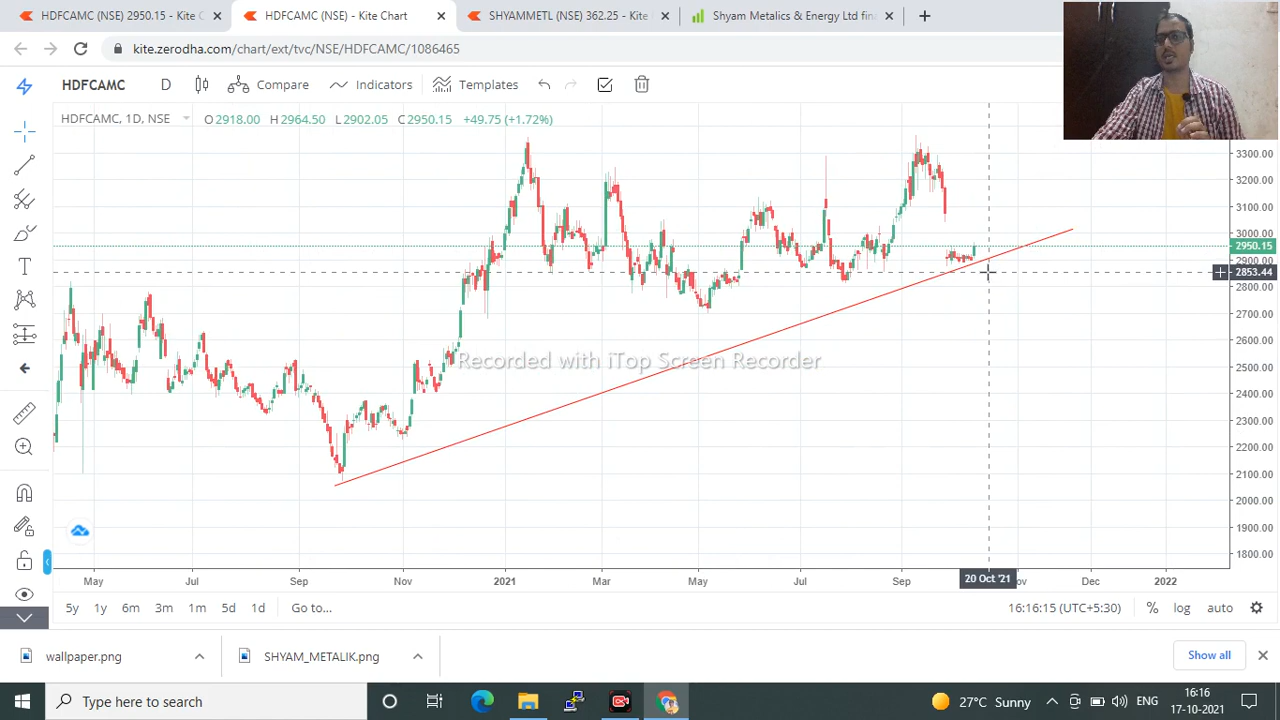 HDFCAMC (NSE) 2950.15 - Kite C
HDFCAMC (NSE) - Kite Chart
SHYAMMETL (NSE) 362.25 - Kite
Shyam Metalics & Energy Ltd fin
kite.zerodha.com/chart/ext/tvc/NSE/HDFCAMC/1086465
HDFCAMC D Compare Indicators Templates
HDFCAMC, 1D, NSE O2918.00 H2964.50 L2902.05 C2950.15 +49.75 (+1.72%)
3300.00
3200.00
3100.00
3000.00
2950.15
2900.00
2853.44
2800.00
2700.00
2600.00
2500.00
2400.00
2300.00
2200.00
2100.00
2000.00
1900.00
1800.00
Recorded with iTop Screen Recorder
May Jul Sep Nov 2021 Mar May Jul Sep 20 Oct '21 ov Dec 2022
5y 1y 6m 3m 1m 5d 1d Go to... 16:16:15 (UTC+5:30) % log auto
wallpaper.png
SHYAM_METALIK.png
Show all
Type here to search
27°C Sunny
ENG
16:16
17-10-2021